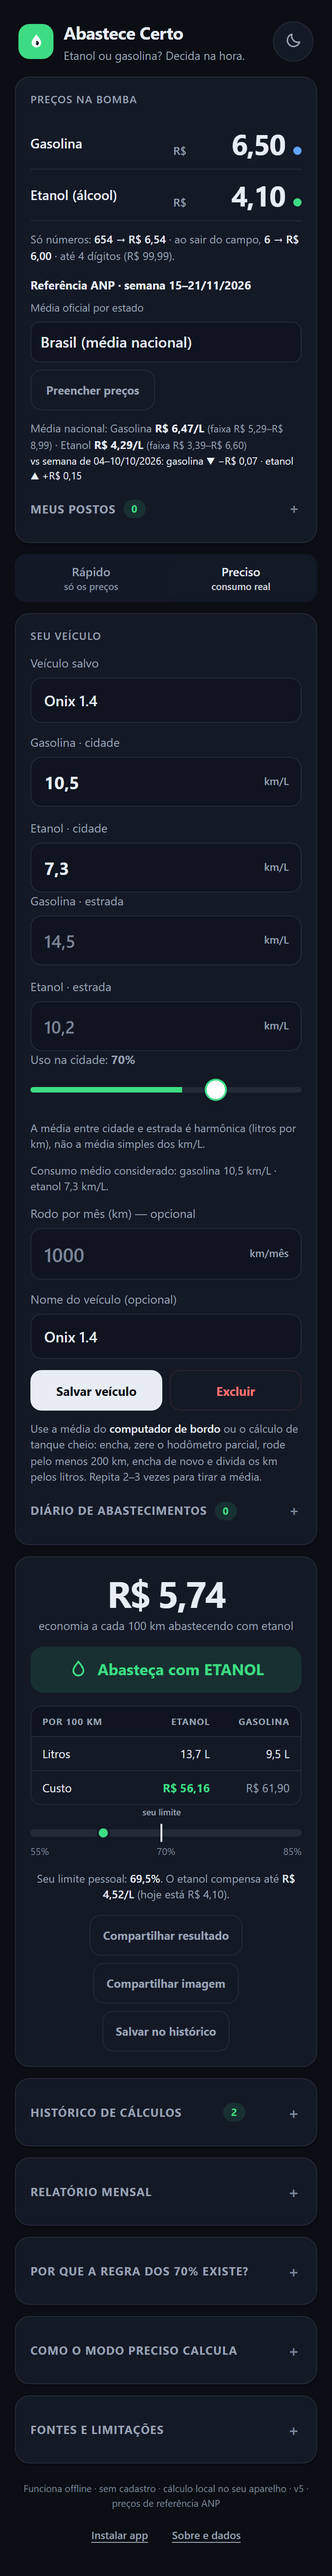 Abastece Certo
Etanol ou gasolina? Decida na hora.
PREÇOS NA BOMBA
Gasolina R$ 6,50
Etanol (álcool) R$ 4,10
Só números: 654 → R$ 6,54 · ao sair do campo, 6 → R$
6,00 · até 4 dígitos (R$ 99,99).
Referência ANP · semana 15–21/11/2026
Média oficial por estado
Brasil (média nacional)
Preencher preços
Média nacional: Gasolina R$ 6,47/L (faixa R$ 5,29–R$
8,99) · Etanol R$ 4,29/L (faixa R$ 3,39–R$ 6,60)
vs semana de 04–10/10/2026: gasolina ▼ −R$ 0,07 · etanol
▲ +R$ 0,15
MEUS POSTOS 0 +
Rápido
só os preços
Preciso
consumo real
SEU VEÍCULO
Veículo salvo
Onix 1.4
Gasolina · cidade
10,5 km/L
Etanol · cidade
7,3 km/L
Gasolina · estrada
14,5 km/L
Etanol · estrada
10,2 km/L
Uso na cidade: 70%
A média entre cidade e estrada é harmônica (litros por
km), não a média simples dos km/L.
Consumo médio considerado: gasolina 10,5 km/L ·
etanol 7,3 km/L.
Rodo por mês (km) — opcional
1000 km/mês
Nome do veículo (opcional)
Onix 1.4
Salvar veículo
Excluir
Use a média do computador de bordo ou o cálculo de
tanque cheio: encha, zere o hodômetro parcial, rode
pelo menos 200 km, encha de novo e divida os km
pelos litros. Repita 2–3 vezes para tirar a média.
DIÁRIO DE ABASTECIMENTOS 0 +
R$ 5,74
economia a cada 100 km abastecendo com etanol
Abasteça com ETANOL
POR 100 KM ETANOL GASOLINA
Litros 13,7 L 9,5 L
Custo R$ 56,16 R$ 61,90
seu limite
55% 70% 85%
Seu limite pessoal: 69,5%. O etanol compensa até R$
4,52/L (hoje está R$ 4,10).
Compartilhar resultado
Compartilhar imagem
Salvar no histórico
HISTÓRICO DE CÁLCULOS 2 +
RELATÓRIO MENSAL +
POR QUE A REGRA DOS 70% EXISTE? +
COMO O MODO PRECISO CALCULA +
FONTES E LIMITAÇÕES +
Funciona offline · sem cadastro · cálculo local no seu aparelho · v5 ·
preços de referência ANP
Instalar app
Sobre e dados